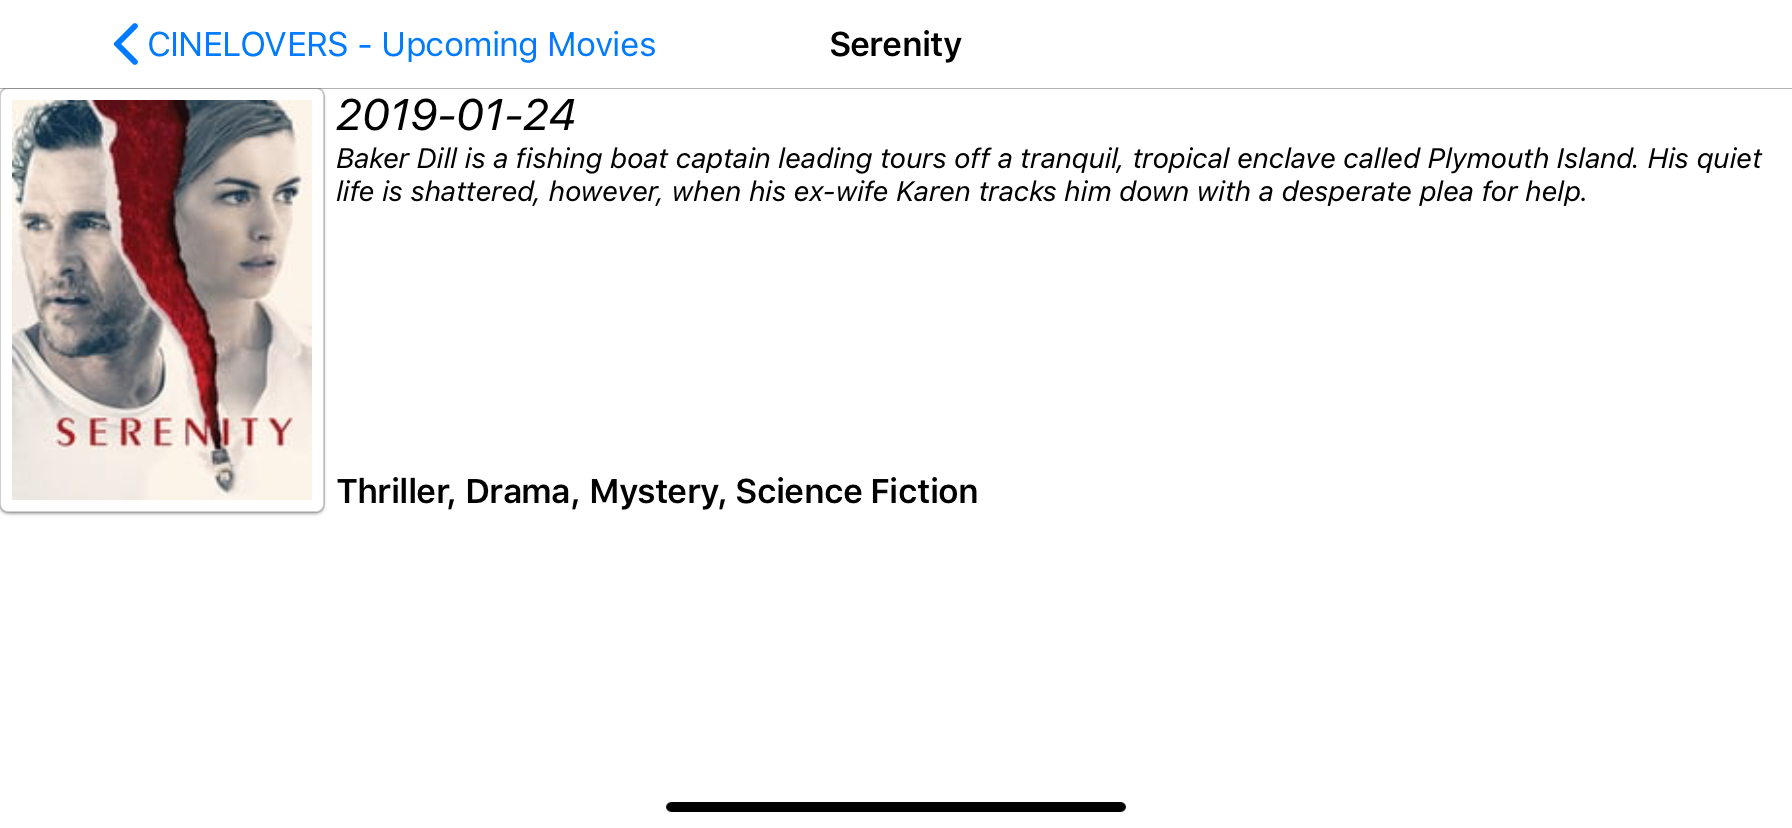 CINELOVERS - Upcoming Movies
Serenity
2019-01-24
Baker Dill is a fishing boat captain leading tours off a tranquil, tropical enclave called Plymouth Island. His quiet
life is shattered, however, when his ex-wife Karen tracks him down with a desperate plea for help.
SERENITY
Thriller, Drama, Mystery, Science Fiction